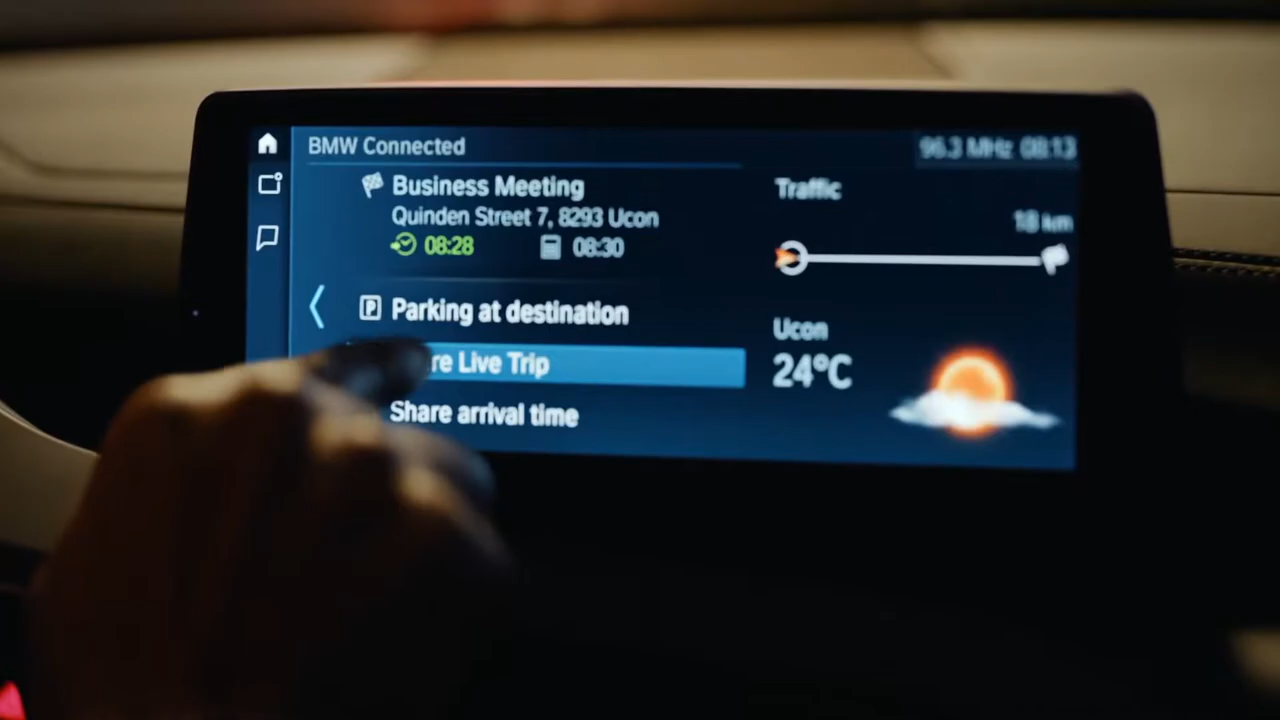 BMW Connected
96.3 MHz 08:13
Business Meeting
Quinden Street 7, 8293 Ucon
08:28 08:30
P Parking at destination
re Live Trip
Share arrival time
Traffic
18 km
Ucon
24°C